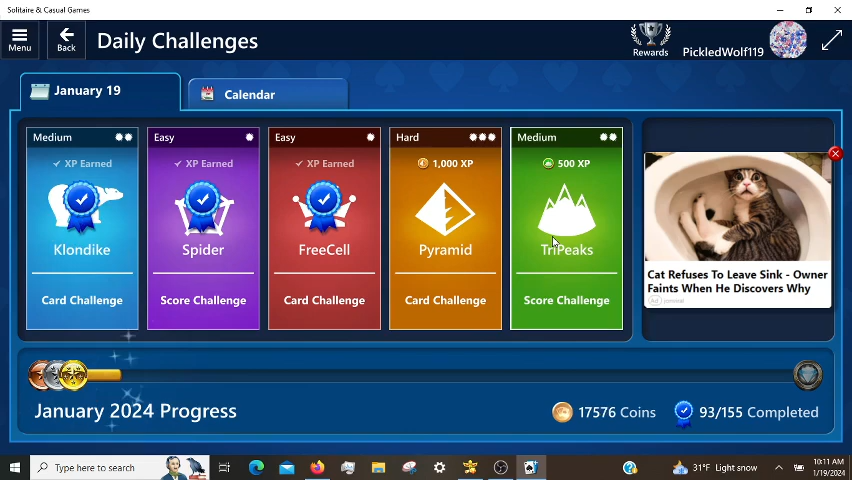 Solitaire & Casual Games
Menu
Back
Daily Challenges
Rewards
PickledWolf119
January 19
Calendar
Medium
XP Earned
Klondike
Card Challenge
Easy
XP Earned
Spider
Score Challenge
Easy
XP Earned
FreeCell
Card Challenge
Hard
1,000 XP
Pyramid
Card Challenge
Medium
500 XP
TriPeaks
Score Challenge
Cat Refuses To Leave Sink - Owner
Faints When He Discovers Why
Ad
January 2024 Progress
17576 Coins
93/155 Completed
Type here to search
31°F Light snow
10:11 AM
1/19/2024